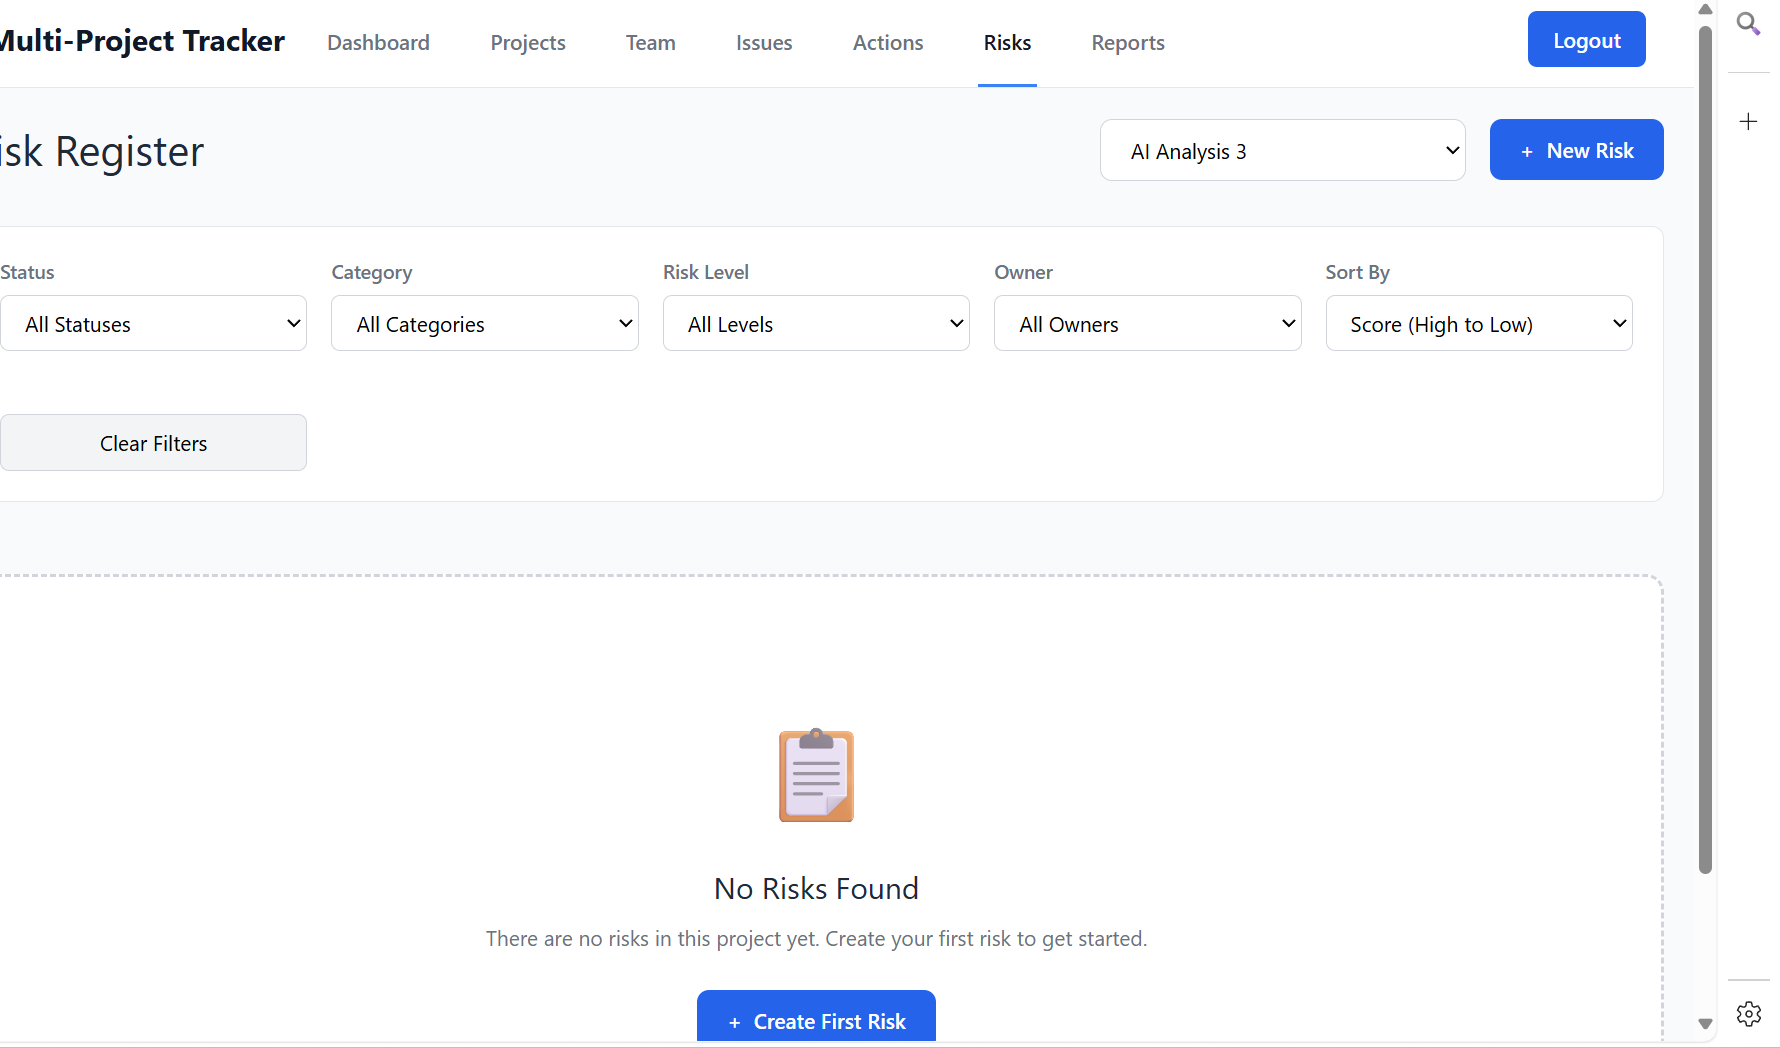 Multi-Project Tracker Dashboard Projects Team Issues Actions Risks Reports Logout
isk Register AI Analysis 3 + New Risk
Status Category Risk Level Owner Sort By
All Statuses All Categories All Levels All Owners Score (High to Low)
Clear Filters
No Risks Found
There are no risks in this project yet. Create your first risk to get started.
+ Create First Risk